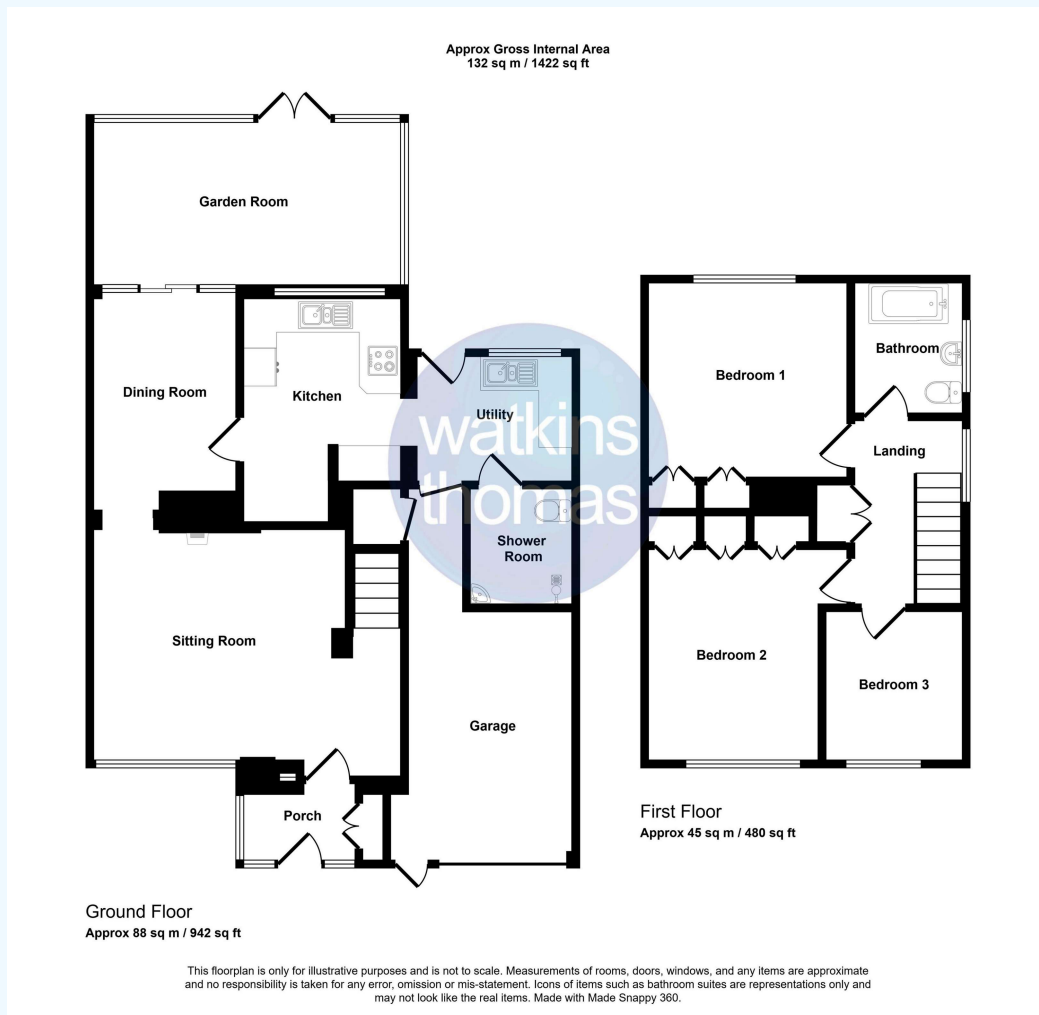 Approx Gross Internal Area
132 sq m / 1422 sq ft
Garden Room
Dining Room
Kitchen
Utility
watkins
thomas
Shower
Room
Sitting Room
Garage
Porch
Ground Floor
Approx 88 sq m / 942 sq ft
Bedroom 1
Bathroom
Landing
Bedroom 2
Bedroom 3
First Floor
Approx 45 sq m / 480 sq ft
This floorplan is only for illustrative purposes and is not to scale. Measurements of rooms, doors, windows, and any items are approximate
and no responsibility is taken for any error, omission or mis-statement. Icons of items such as bathroom suites are representations only and
may not look like the real items. Made with Made Snappy 360.